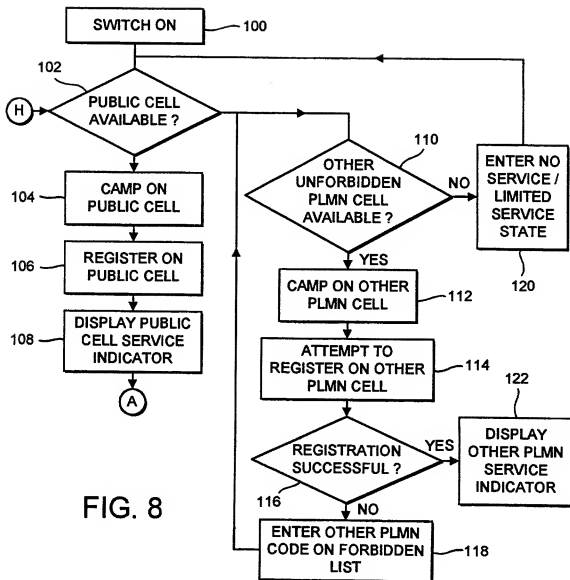 SWITCH ON
100
102
H
PUBLIC CELL
AVAILABLE ?
104
CAMP ON
PUBLIC CELL
106
REGISTER ON
PUBLIC CELL
108
DISPLAY PUBLIC
CELL SERVICE
INDICATOR
A
110
OTHER
UNFORBIDDEN
PLMN CELL
AVAILABLE ?
NO
ENTER NO
SERVICE /
LIMITED
SERVICE
STATE
120
YES
CAMP ON OTHER
PLMN CELL
112
ATTEMPT TO
REGISTER ON OTHER
PLMN CELL
114
REGISTRATION
SUCCESSFUL ?
116
YES
122
DISPLAY
OTHER PLMN
SERVICE
INDICATOR
NO
ENTER OTHER PLMN
CODE ON FORBIDDEN
LIST
118
FIG. 8